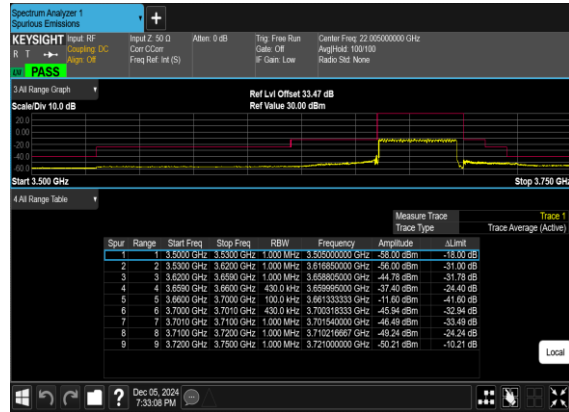 Spectrum Analyzer 1
Spurious Emissions
+
KEYSIGHT Input: RF Input Z: 50 Ω Atten: 0 dB Trig: Free Run Center Freq: 22.005000000 GHz
R T Coupling: DC Corr CCorr Gate: Off Avg|Hold: 100/100
Align: Off Freq Ref: Int (S) IF Gain: Low Radio Std: None
PASS
3 All Range Graph
Ref Lvl Offset 33.47 dB
Scale/Div 10.0 dB Ref Value 30.00 dBm
20.0
0.00
-20.0
-40.0
-60.0
Start 3.500 GHz Stop 3.750 GHz
4 All Range Table
Measure Trace Trace 1
Trace Type Trace Average (Active)
Spur Range Start Freq Stop Freq RBW Frequency Amplitude ΔLimit
1 1 3.5000 GHz 3.5300 GHz 1.000 MHz 3.505000000 GHz -58.00 dBm -18.00 dB
2 2 3.5300 GHz 3.6200 GHz 1.000 MHz 3.616850000 GHz -56.00 dBm -31.00 dB
3 3 3.6200 GHz 3.6590 GHz 1.000 MHz 3.658805000 GHz -44.78 dBm -31.78 dB
4 4 3.6590 GHz 3.6600 GHz 430.0 kHz 3.659995000 GHz -37.40 dBm -24.40 dB
5 5 3.6600 GHz 3.7000 GHz 100.0 kHz 3.661333333 GHz -11.60 dBm -41.60 dB
6 6 3.7000 GHz 3.7010 GHz 430.0 kHz 3.700318333 GHz -45.94 dBm -32.94 dB
7 7 3.7010 GHz 3.7100 GHz 1.000 MHz 3.701540000 GHz -46.49 dBm -33.49 dB
8 8 3.7100 GHz 3.7200 GHz 1.000 MHz 3.710216667 GHz -49.24 dBm -24.24 dB
9 9 3.7200 GHz 3.7500 GHz 1.000 MHz 3.721000000 GHz -50.21 dBm -10.21 dB
Local
? Dec 05, 2024
7:33:08 PM